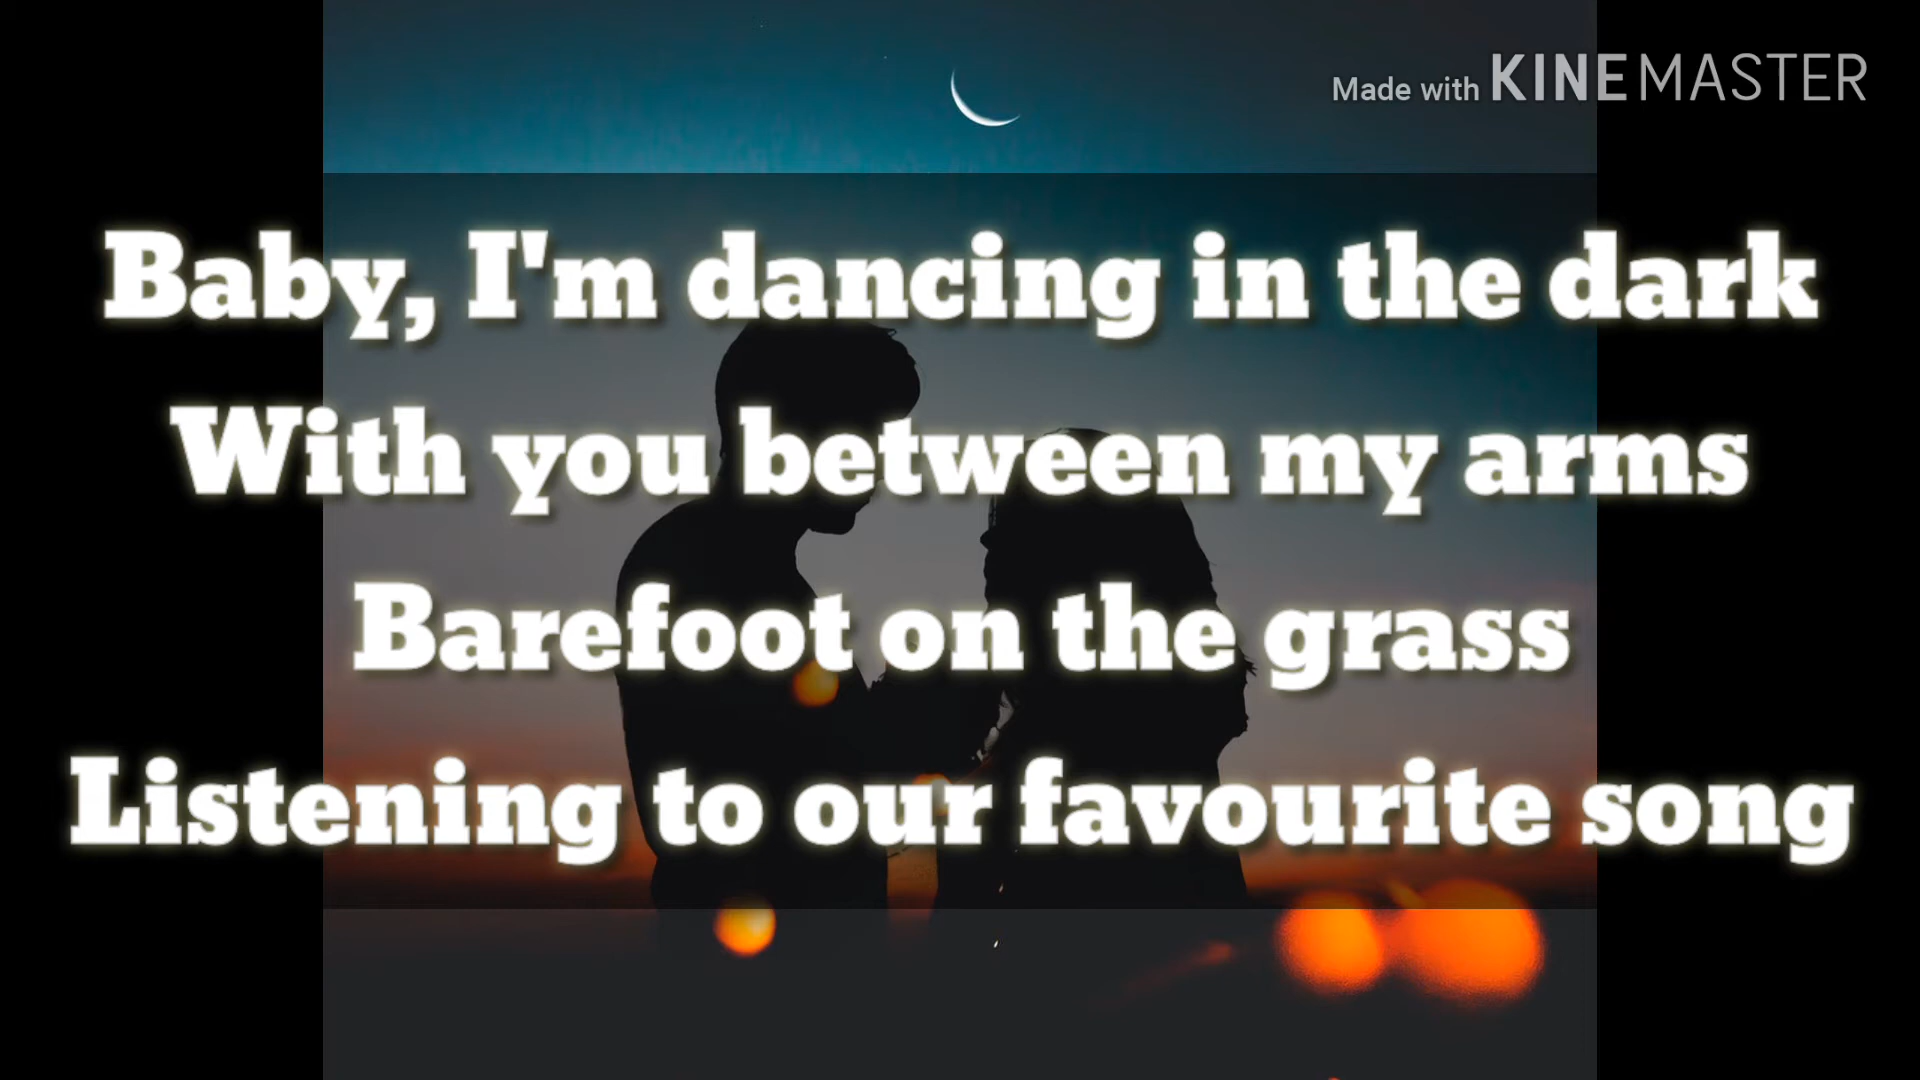 Made with KINEMASTER
Baby, I'm dancing in the dark
With you between my arms
Barefoot on the grass
Listening to our favourite song